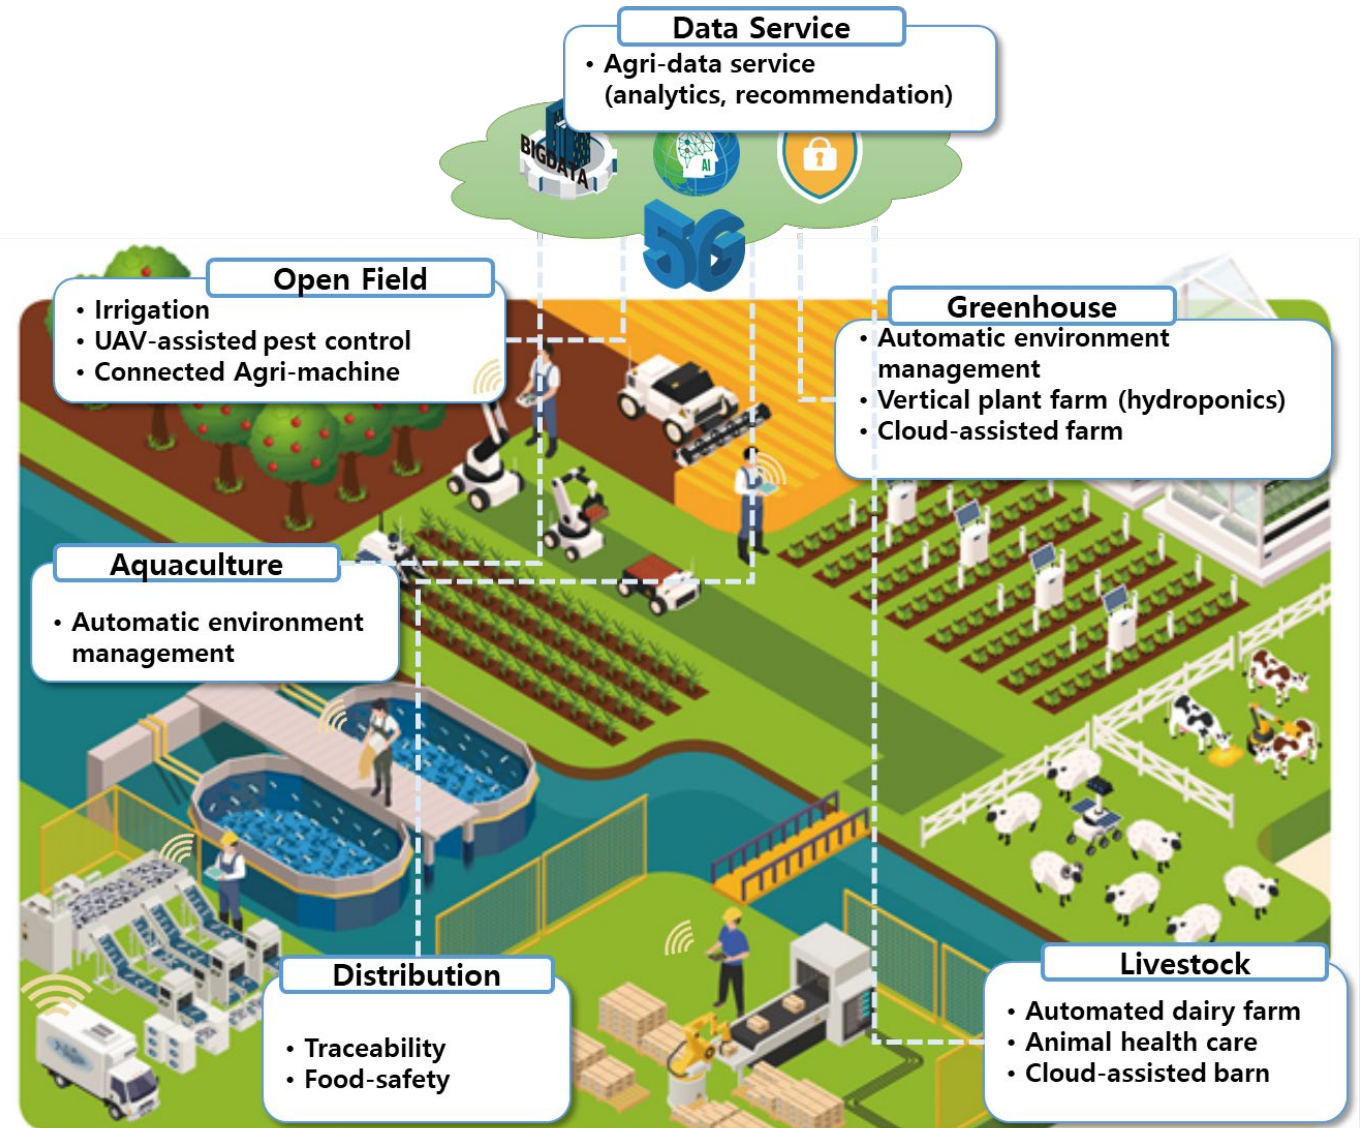 Data Service
• Agri-data service
(analytics, recommendation)
BIGDATA
AI
5G
Open Field
• Irrigation
• UAV-assisted pest control
• Connected Agri-machine
Greenhouse
• Automatic environment
management
• Vertical plant farm (hydroponics)
• Cloud-assisted farm
Aquaculture
• Automatic environment
management
Distribution
• Traceability
• Food-safety
Livestock
• Automated dairy farm
• Animal health care
• Cloud-assisted barn